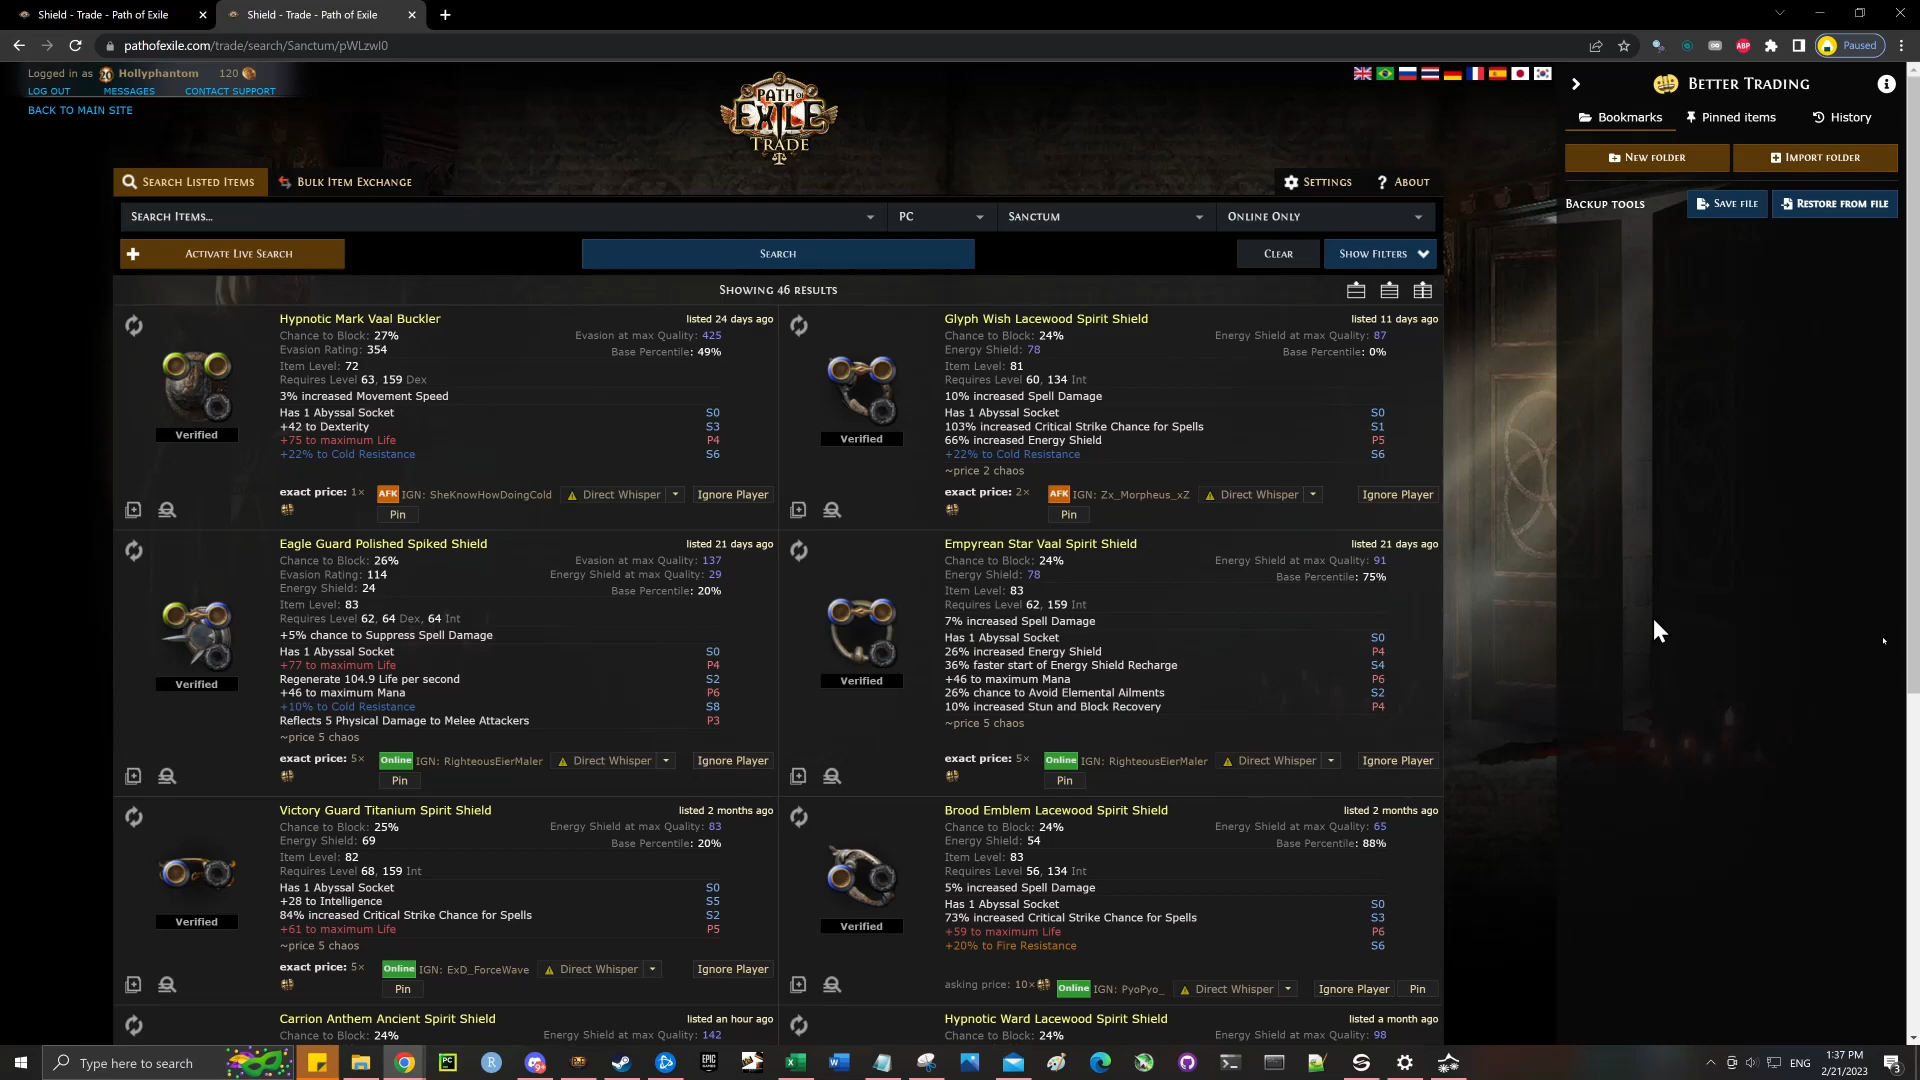 Shield - Trade - Path of Exile
Shield - Trade - Path of Exile
pathofexile.com/trade/search/Sanctum/pWLzwl0
Paused
Logged in as Hollyphantom 120
LOG OUT MESSAGES CONTACT SUPPORT
BACK TO MAIN SITE
PATH OF EXILE TRADE
BETTER TRADING
Bookmarks Pinned items History
NEW FOLDER IMPORT FOLDER
BACKUP TOOLS SAVE FILE RESTORE FROM FILE
SEARCH LISTED ITEMS BULK ITEM EXCHANGE SETTINGS ? ABOUT
SEARCH ITEMS... PC SANCTUM ONLINE ONLY
ACTIVATE LIVE SEARCH SEARCH CLEAR SHOW FILTERS
SHOWING 46 RESULTS
Hypnotic Mark Vaal Buckler listed 24 days ago
Chance to Block: 27% Evasion at max Quality: 425
Evasion Rating: 354 Base Percentile: 49%
Item Level: 72
Requires Level 63, 159 Dex
3% increased Movement Speed
Has 1 Abyssal Socket S0
+42 to Dexterity S3
+75 to maximum Life P4
+22% to Cold Resistance S6
Verified
exact price: 1× AFK IGN: SheKnowHowDoingCold Direct Whisper Ignore Player
Pin
Glyph Wish Lacewood Spirit Shield listed 11 days ago
Chance to Block: 24% Energy Shield at max Quality: 87
Energy Shield: 78 Base Percentile: 0%
Item Level: 81
Requires Level 60, 134 Int
10% increased Spell Damage
Has 1 Abyssal Socket S0
103% increased Critical Strike Chance for Spells S1
66% increased Energy Shield P5
+22% to Cold Resistance S6
~price 2 chaos
Verified
exact price: 2× AFK IGN: Zx_Morpheus_xZ Direct Whisper Ignore Player
Pin
Eagle Guard Polished Spiked Shield listed 21 days ago
Chance to Block: 26% Evasion at max Quality: 137
Evasion Rating: 114 Energy Shield at max Quality: 29
Energy Shield: 24 Base Percentile: 20%
Item Level: 83
Requires Level 62, 64 Dex, 64 Int
+5% chance to Suppress Spell Damage
Has 1 Abyssal Socket S0
+77 to maximum Life P4
Regenerate 104.9 Life per second S2
+46 to maximum Mana P6
+10% to Cold Resistance S8
Reflects 5 Physical Damage to Melee Attackers P3
~price 5 chaos
Verified
exact price: 5× Online IGN: RighteousEierMaler Direct Whisper Ignore Player
Pin
Empyrean Star Vaal Spirit Shield listed 21 days ago
Chance to Block: 24% Energy Shield at max Quality: 91
Energy Shield: 78 Base Percentile: 75%
Item Level: 83
Requires Level 62, 159 Int
7% increased Spell Damage
Has 1 Abyssal Socket S0
26% increased Energy Shield P4
36% faster start of Energy Shield Recharge S4
+46 to maximum Mana P6
26% chance to Avoid Elemental Ailments S2
10% increased Stun and Block Recovery P4
~price 5 chaos
Verified
exact price: 5× Online IGN: RighteousEierMaler Direct Whisper Ignore Player
Pin
Victory Guard Titanium Spirit Shield listed 2 months ago
Chance to Block: 25% Energy Shield at max Quality: 83
Energy Shield: 69 Base Percentile: 20%
Item Level: 82
Requires Level 68, 159 Int
Has 1 Abyssal Socket S0
+28 to Intelligence S5
84% increased Critical Strike Chance for Spells S2
+61 to maximum Life P5
~price 5 chaos
Verified
exact price: 5× Online IGN: ExD_ForceWave Direct Whisper Ignore Player
Pin
Brood Emblem Lacewood Spirit Shield listed 2 months ago
Chance to Block: 24% Energy Shield at max Quality: 65
Energy Shield: 54 Base Percentile: 88%
Item Level: 83
Requires Level 56, 134 Int
5% increased Spell Damage
Has 1 Abyssal Socket S0
73% increased Critical Strike Chance for Spells S3
+59 to maximum Life P6
+20% to Fire Resistance S6
Verified
asking price: 10× Online IGN: PyoPyo_ Direct Whisper Ignore Player Pin
Carrion Anthem Ancient Spirit Shield listed an hour ago
Chance to Block: 24% Energy Shield at max Quality: 142
Hypnotic Ward Lacewood Spirit Shield listed a month ago
Chance to Block: 24% Energy Shield at max Quality: 98
Type here to search
ENG
1:37 PM
2/21/2023